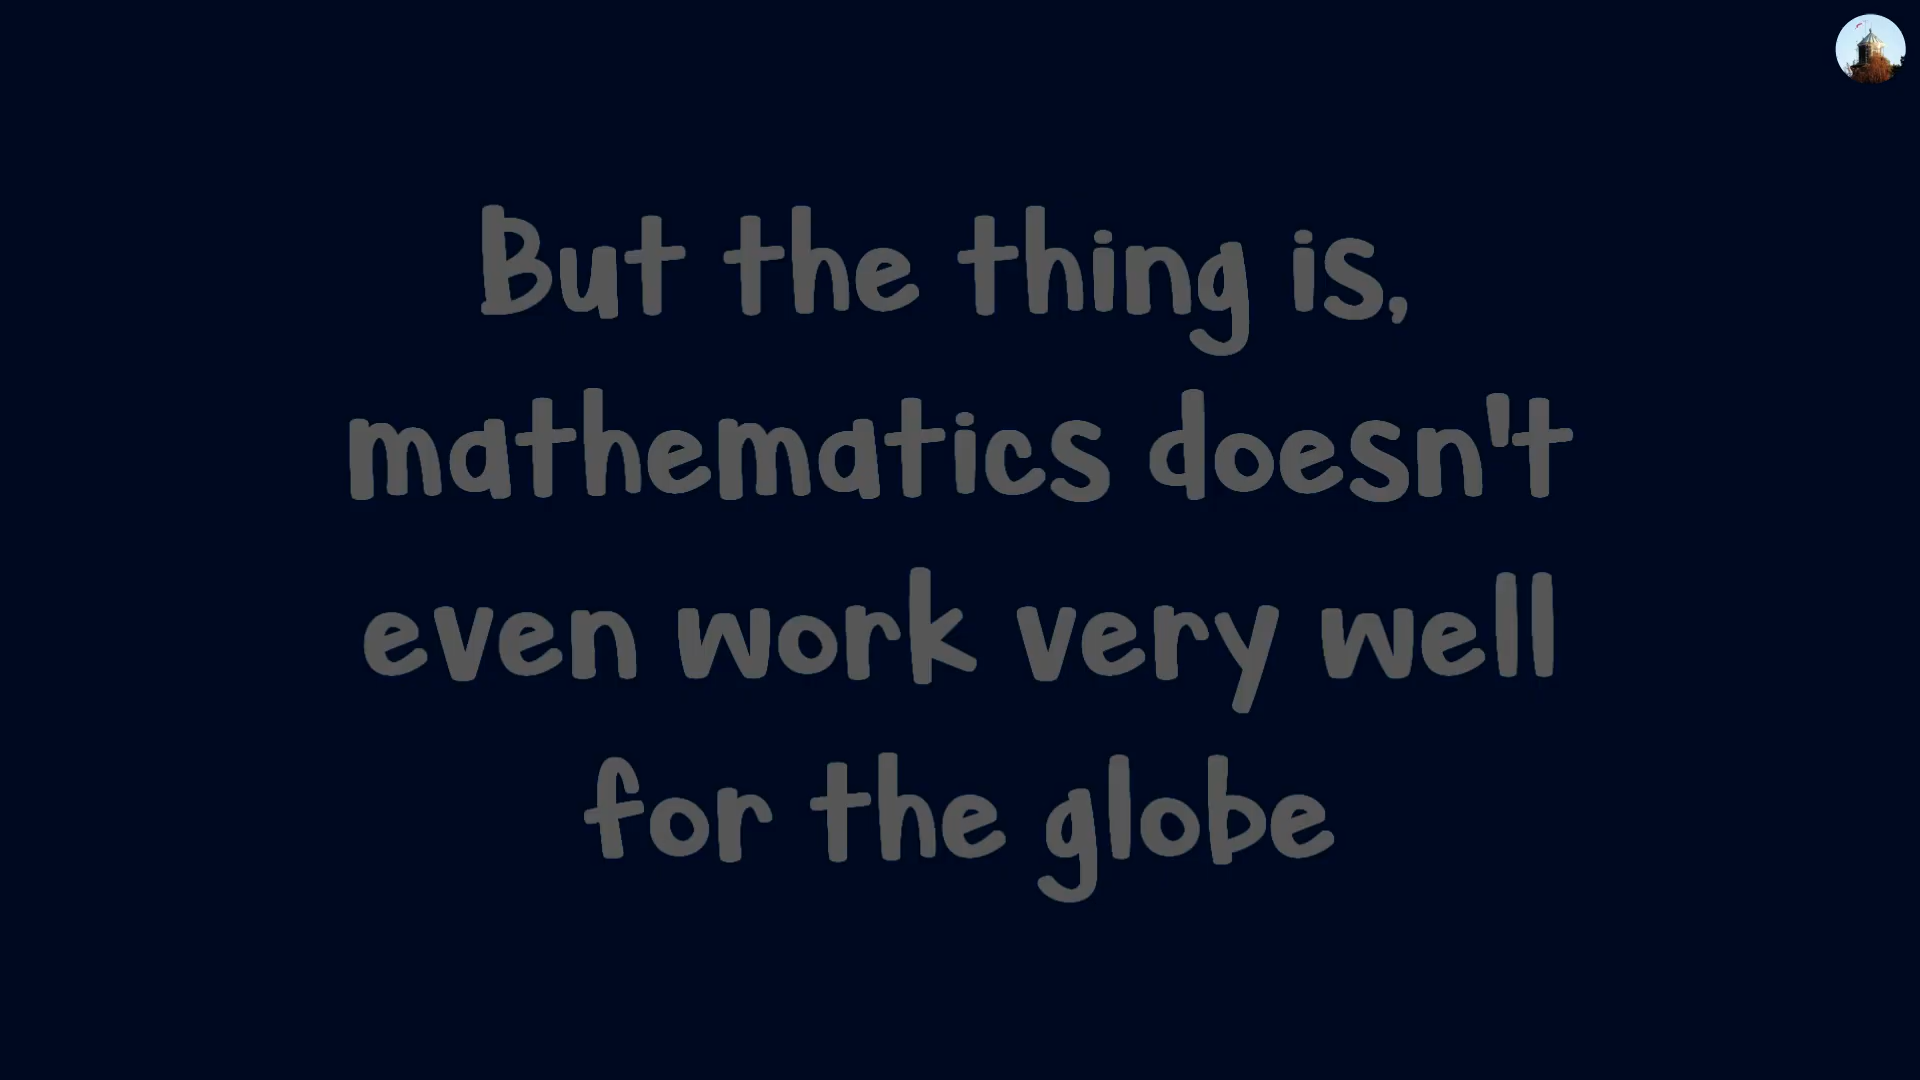 But the thing is,
mathematics doesn't
even work very well
for the globe